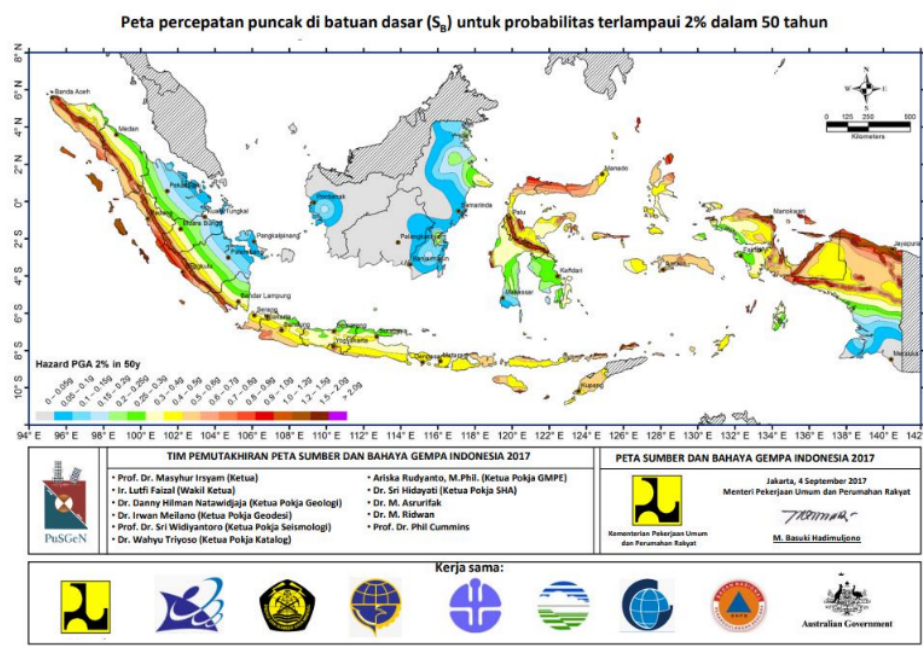 Peta percepatan puncak di batuan dasar (SB) untuk probabilitas terlampaui 2% dalam 50 tahun
8° N
6° N
4° N
2° N
0°
2° S
4° S
6° S
8° S
10° S
Banda Aceh
Medan
Padang
Pangkalpinang
Palembang
Bandar Lampung
Serang
Bandung
Yogyakarta
Samarinda
Manado
Palu
Kendari
Makassar
Kupang
Manokwari
Jayapura
N
W
E
S
0 125 250 500
Kilometers
Hazard PGA 2% in 50y
0 – 0.05g
0.05 – 0.1g
0.1 – 0.15g
0.15 – 0.2g
0.2 – 0.25g
0.25 – 0.3g
0.3 – 0.4g
0.4 – 0.5g
0.5 – 0.6g
0.6 – 0.7g
0.7 – 0.8g
0.8 – 0.9g
0.9 – 1.0g
1.0 – 1.2g
1.2 – 1.5g
1.5 – 2.0g
> 2.0g
94° E 96° E 98° E 100° E 102° E 104° E 106° E 108° E 110° E 112° E 114° E 116° E 118° E 120° E 122° E 124° E 126° E 128° E 130° E 132° E 134° E 136° E 138° E 140° E 142° E
PuSGeN
TIM PEMUTAKHIRAN PETA SUMBER DAN BAHAYA GEMPA INDONESIA 2017
• Prof. Dr. Masyhur Irsyam (Ketua)
• Ir. Lutfi Faizal (Wakil Ketua)
• Dr. Danny Hilman Natawidjaja (Ketua Pokja Geologi)
• Dr. Irwan Meilano (Ketua Pokja Geodesi)
• Prof. Dr. Sri Widiyantoro (Ketua Pokja Seismologi)
• Dr. Wahyu Triyoso (Ketua Pokja Katalog)
• Ariska Rudyanto, M.Phil. (Ketua Pokja GMPE)
• Dr. Sri Hidayati (Ketua Pokja SHA)
• Dr. M. Asrurifak
• Dr. M. Ridwan
• Prof. Dr. Phil Cummins
PETA SUMBER DAN BAHAYA GEMPA INDONESIA 2017
Kementerian Pekerjaan Umum
dan Perumahan Rakyat
Jakarta, 4 September 2017
Menteri Pekerjaan Umum dan Perumahan Rakyat
M. Basuki Hadimuljono
Kerja sama:
Australian Government